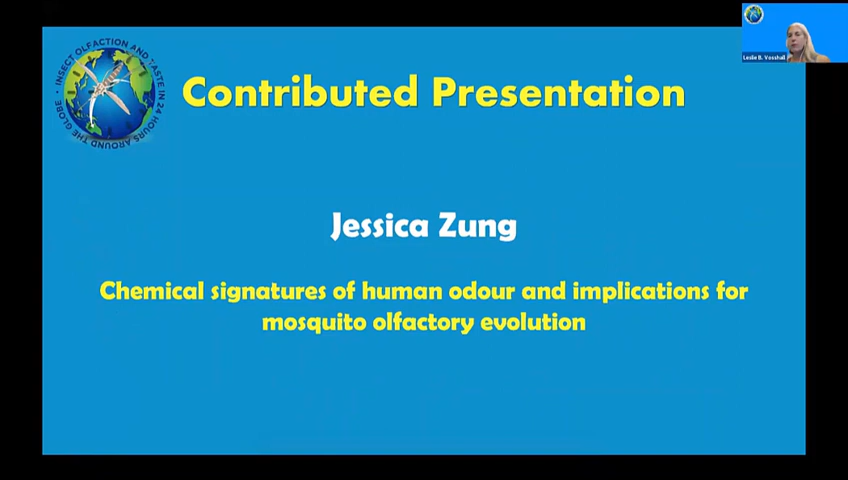 INSECT OLFACTION AND TASTE IN 24 HOURS AROUND THE GLOBE
Leslie B. Vosshall
Contributed Presentation
Jessica Zung
Chemical signatures of human odour and implications for
mosquito olfactory evolution